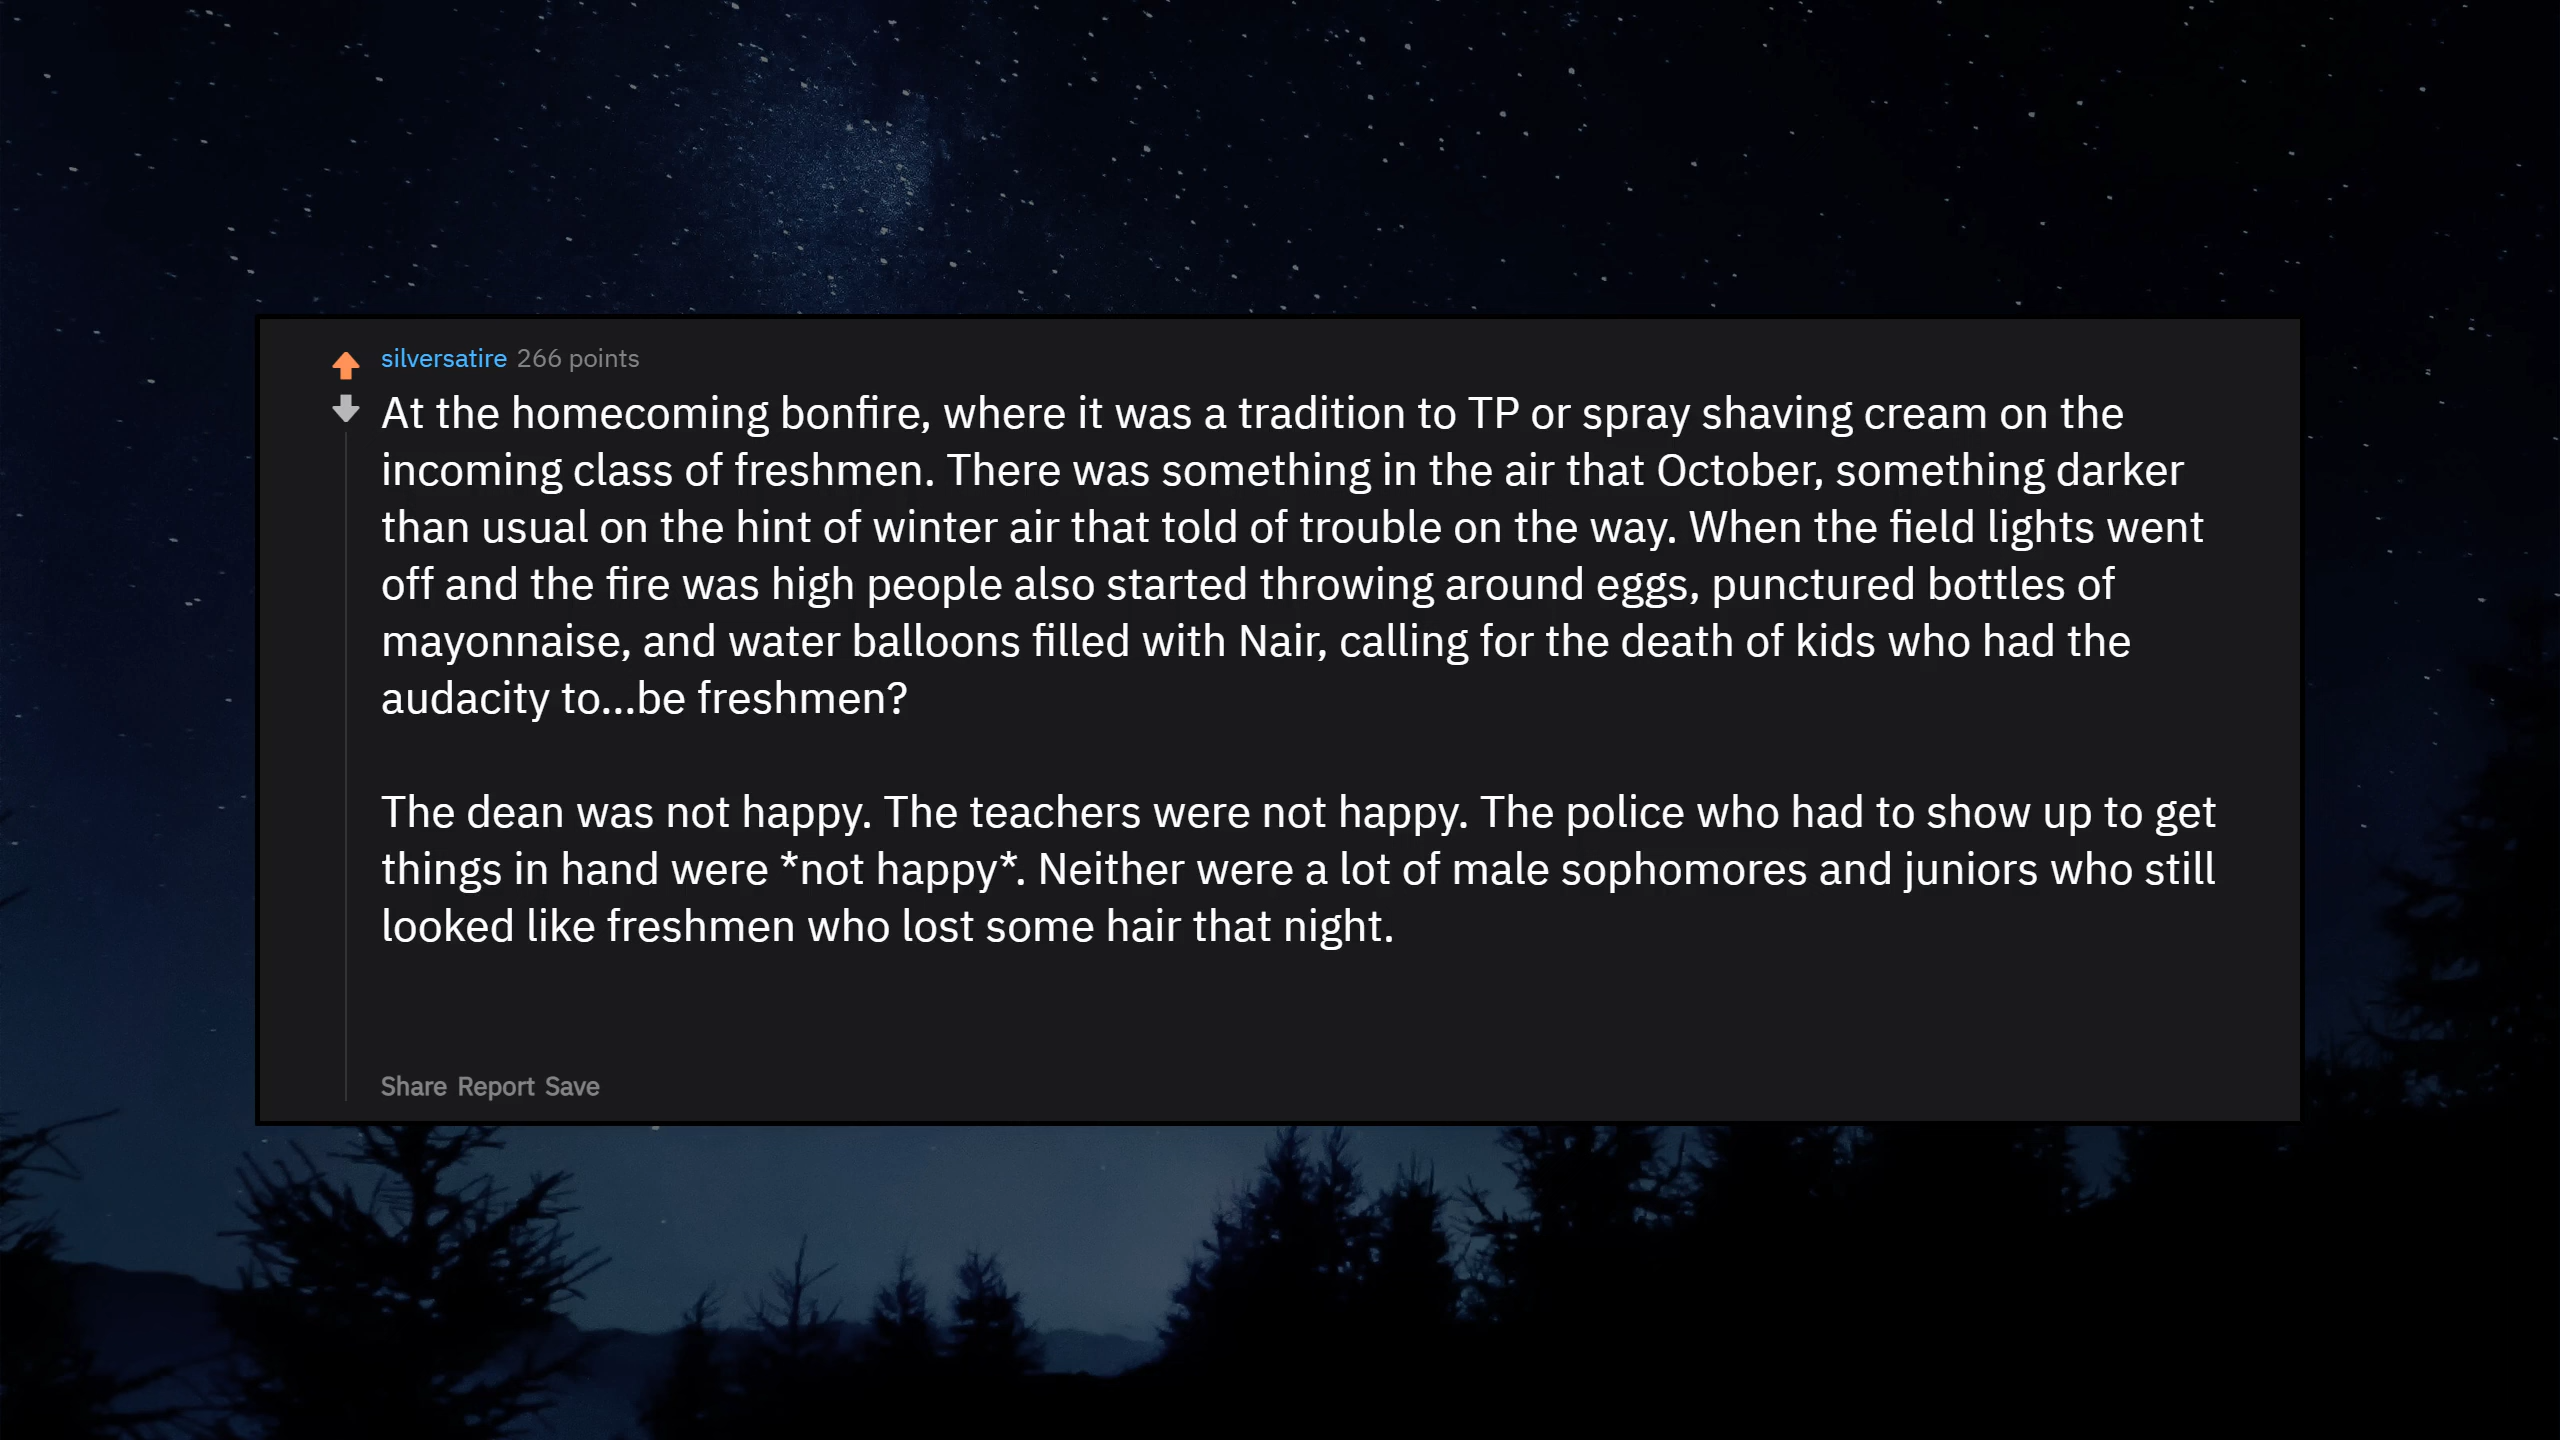 silversatire 266 points
At the homecoming bonfire, where it was a tradition to TP or spray shaving cream on the
incoming class of freshmen. There was something in the air that October, something darker
than usual on the hint of winter air that told of trouble on the way. When the field lights went
off and the fire was high people also started throwing around eggs, punctured bottles of
mayonnaise, and water balloons filled with Nair, calling for the death of kids who had the
audacity to...be freshmen?
The dean was not happy. The teachers were not happy. The police who had to show up to get
things in hand were *not happy*. Neither were a lot of male sophomores and juniors who still
looked like freshmen who lost some hair that night.
Share Report Save